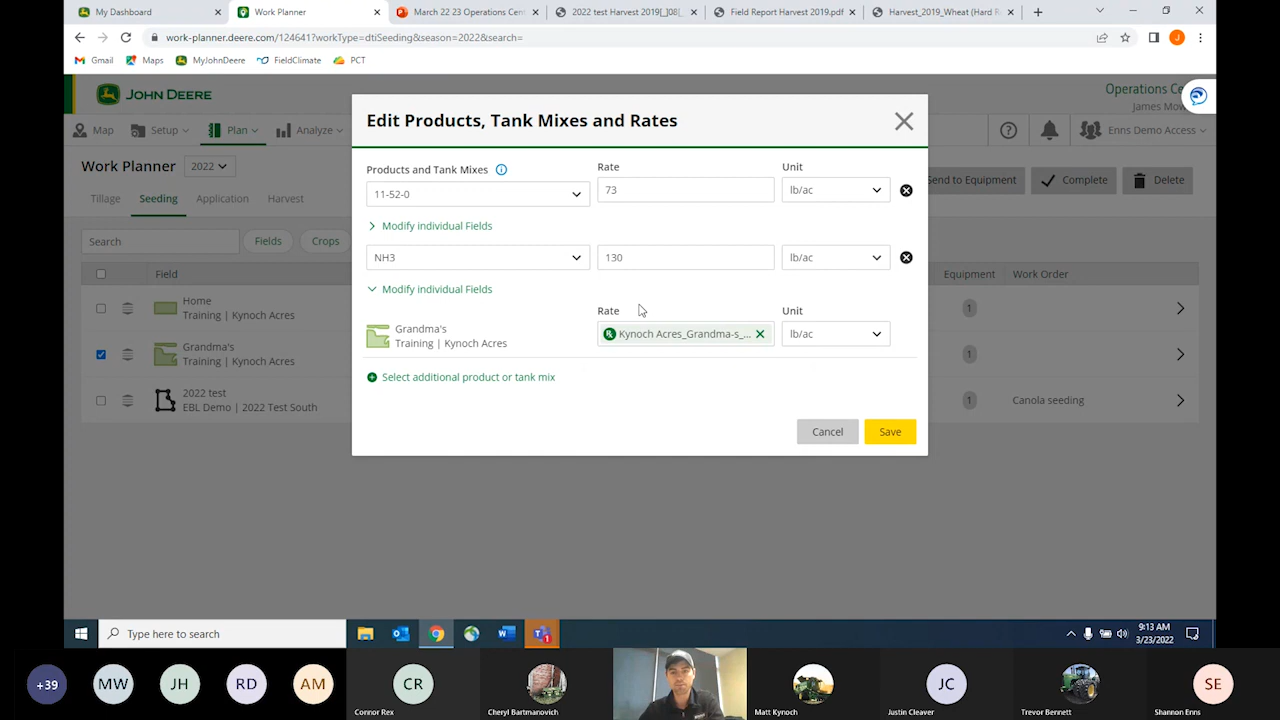 My Dashboard
Work Planner
March 22 23 Operations Cen
2022 test Harvest 2019[_]08[_
Field Report Harvest 2019.pdf
Harvest_2019_Wheat (Hard R
work-planner.deere.com/124641?workType=dtiSeeding&season=2022&search=
J
Gmail
Maps
MyJohnDeere
FieldClimate
PCT
JOHN DEERE
Operations Ce
James Mow
Map
Setup
Plan
Analyze
Enns Demo Access
Work Planner
2022
Send to Equipment
Complete
Delete
Tillage
Seeding
Application
Harvest
Search
Fields
Crops
Field
Equipment
Work Order
Home
Training | Kynoch Acres
1
Grandma's
Training | Kynoch Acres
1
2022 test
EBL Demo | 2022 Test South
1
Canola seeding
Edit Products, Tank Mixes and Rates
Products and Tank Mixes
Rate
Unit
11-52-0
73
lb/ac
Modify individual Fields
NH3
130
lb/ac
Modify individual Fields
Rate
Unit
Grandma's
Training | Kynoch Acres
Kynoch Acres_Grandma-s_...
lb/ac
Select additional product or tank mix
Cancel
Save
Type here to search
9:13 AM
3/23/2022
+39
MW
JH
RD
AM
CR
Connor Rex
Cheryl Bartmanovich
Matt Kynoch
JC
Justin Cleaver
Trevor Bennett
SE
Shannon Enns